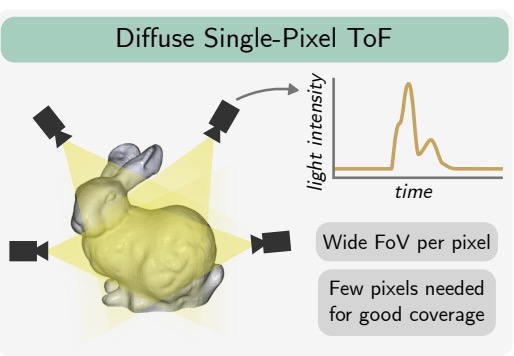 Diffuse Single-Pixel ToF
light intensity
time
Wide FoV per pixel
Few pixels needed
for good coverage